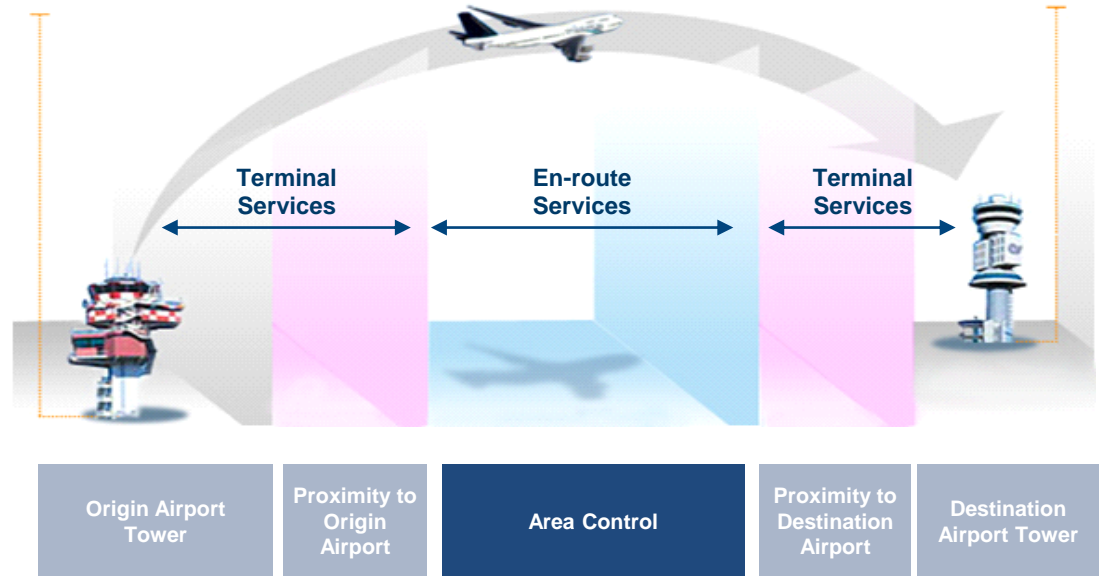 Terminal
Services
En-route
Services
Terminal
Services
Origin Airport
Tower
Proximity to
Origin
Airport
Area Control
Proximity to
Destination
Airport
Destination
Airport Tower